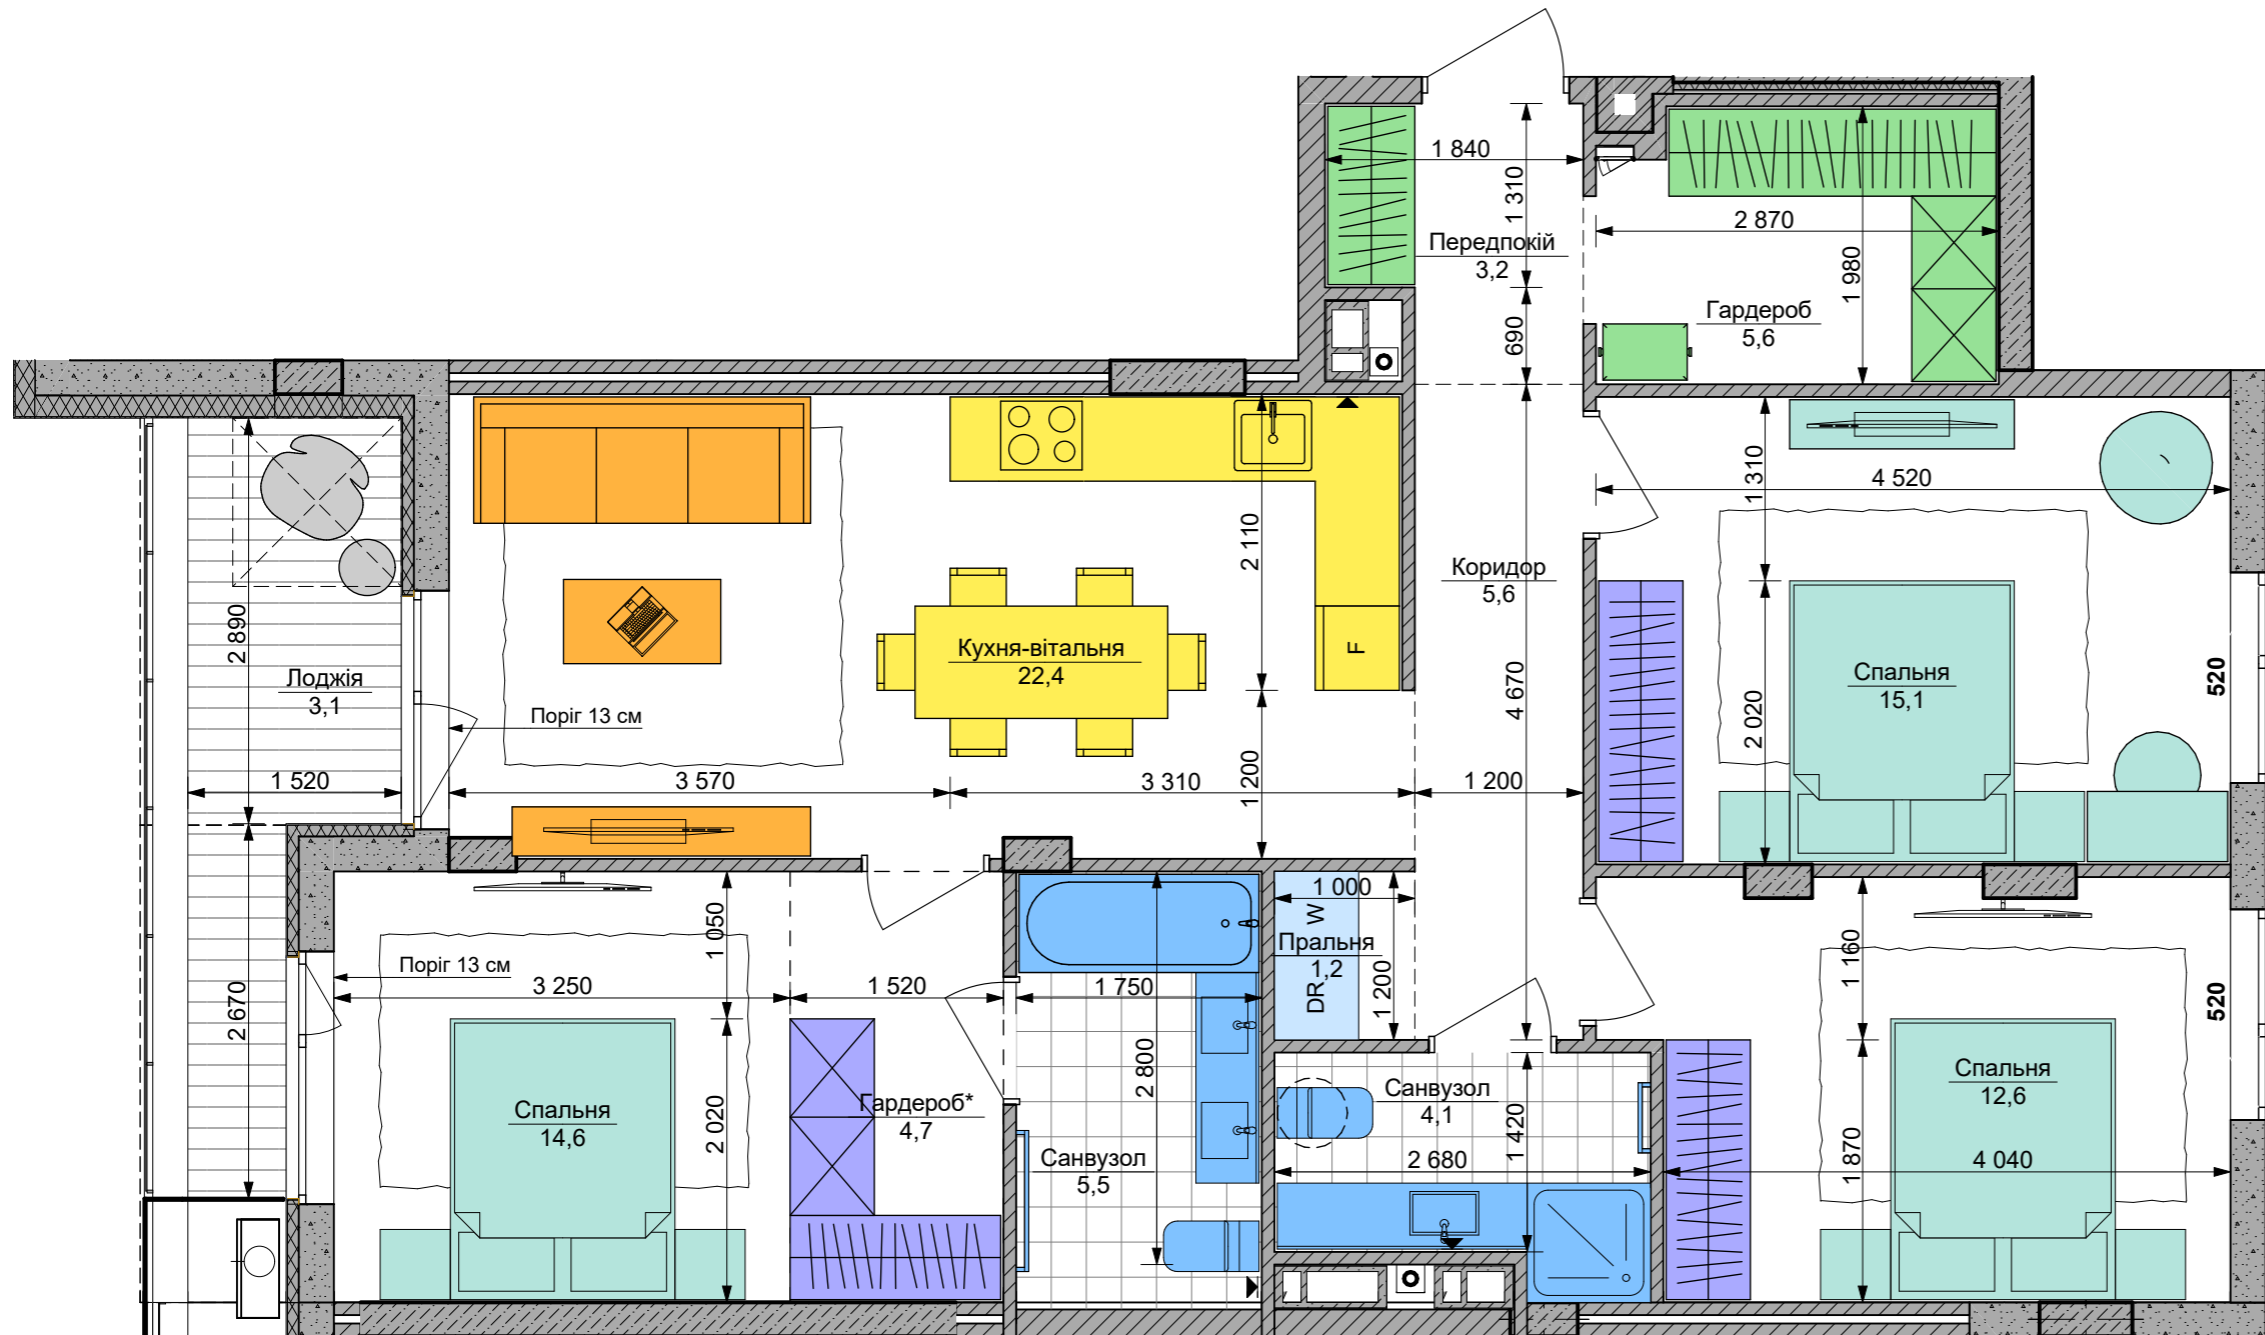 1 840
1 310
Передпокій
3,2
690
2 870
1 980
Гардероб
5,6
2 890
Лоджія
3,1
1 520
2 670
Поріг 13 см
3 570
3 310
Кухня-вітальня
22,4
2 110
1 200
F
Коридор
5,6
4 670
1 200
4 520
1 310
2 020
Спальня
15,1
520
Поріг 13 см
3 250
1 520
1 050
2 020
Спальня
14,6
Гардероб*
4,7
1 750
2 800
Санвузол
5,5
1 000
W
Пральня
1,2
DR
1 200
Санвузол
4,1
1 420
2 680
1 160
1 870
Спальня
12,6
4 040
520